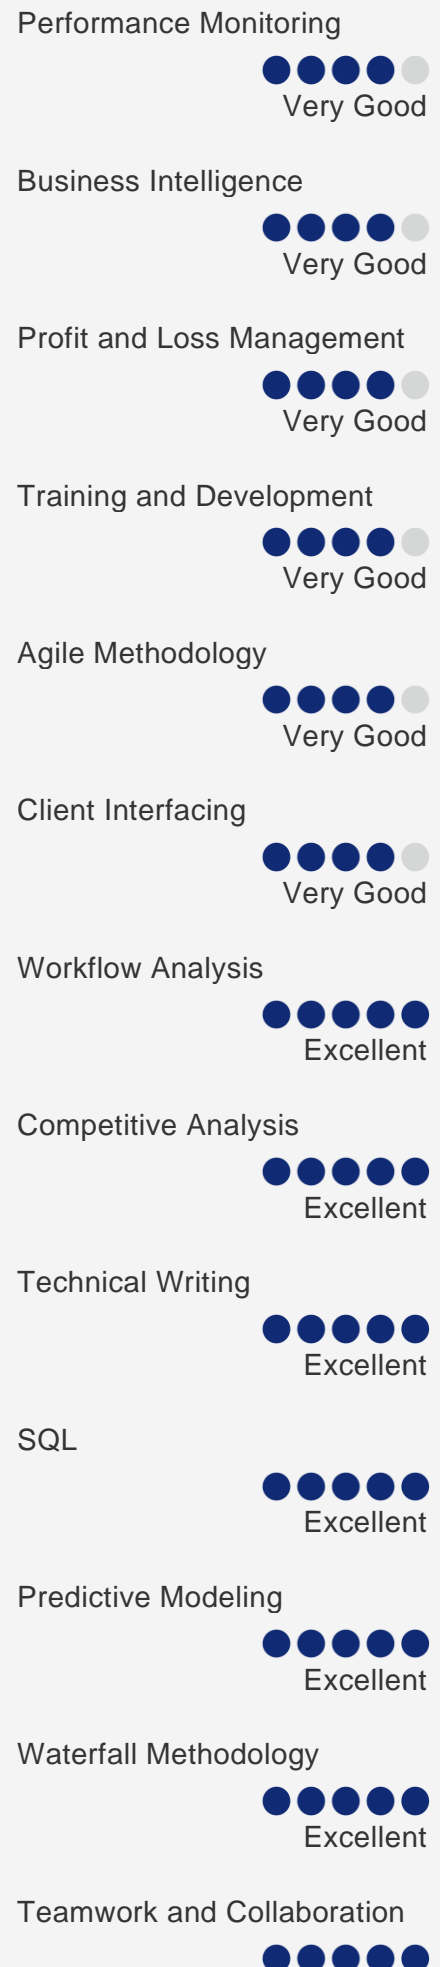 Performance Monitoring
Very Good
Business Intelligence
Very Good
Profit and Loss Management
Very Good
Training and Development
Very Good
Agile Methodology
Very Good
Client Interfacing
Very Good
Workflow Analysis
Excellent
Competitive Analysis
Excellent
Technical Writing
Excellent
SQL
Excellent
Predictive Modeling
Excellent
Waterfall Methodology
Excellent
Teamwork and Collaboration